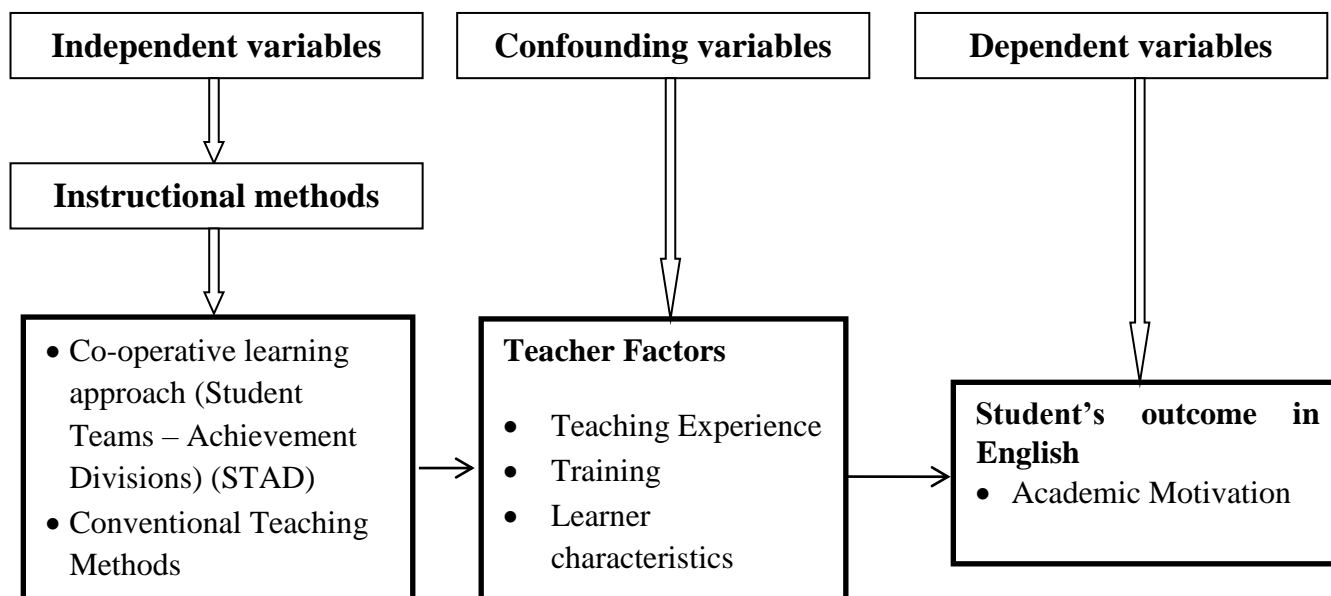 Independent variables
Confounding variables
Dependent variables
Instructional methods
• Co-operative learning
approach (Student
Teams – Achievement
Divisions) (STAD)
• Conventional Teaching
Methods
Teacher Factors
• Teaching Experience
• Training
• Learner
characteristics
Student’s outcome in
English
• Academic Motivation